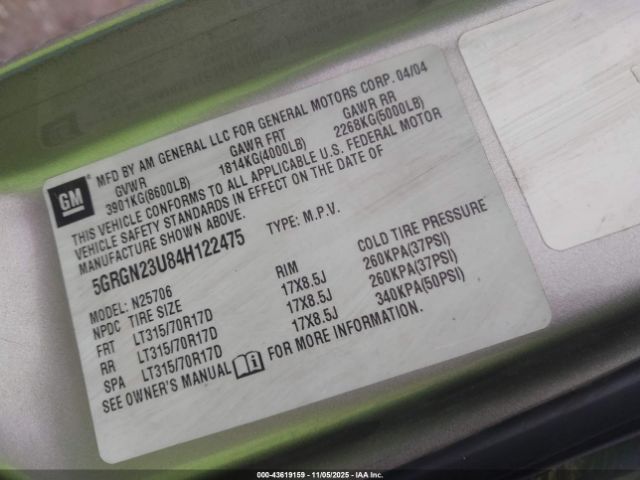 GM
MFD BY AM GENERAL LLC FOR GENERAL MOTORS CORP. 04/04
GVWR GAWR FRT GAWR RR
3901KG(8600LB) 1814KG(4000LB) 2268KG(5000LB)
THIS VEHICLE CONFORMS TO ALL APPLICABLE U.S. FEDERAL MOTOR
VEHICLE SAFETY STANDARDS IN EFFECT ON THE DATE OF
MANUFACTURE SHOWN ABOVE.
5GRGN23U84H122475 TYPE: M.P.V.
MODEL: N25706
NPDC TIRE SIZE RIM COLD TIRE PRESSURE
FRT LT315/70R17D 17X8.5J 260KPA(37PSI)
RR LT315/70R17D 17X8.5J 260KPA(37PSI)
SPA LT315/70R17D 17X8.5J 340KPA(50PSI)
SEE OWNER'S MANUAL FOR MORE INFORMATION.
000-43619159 11/05/2025 IAAI Inc.